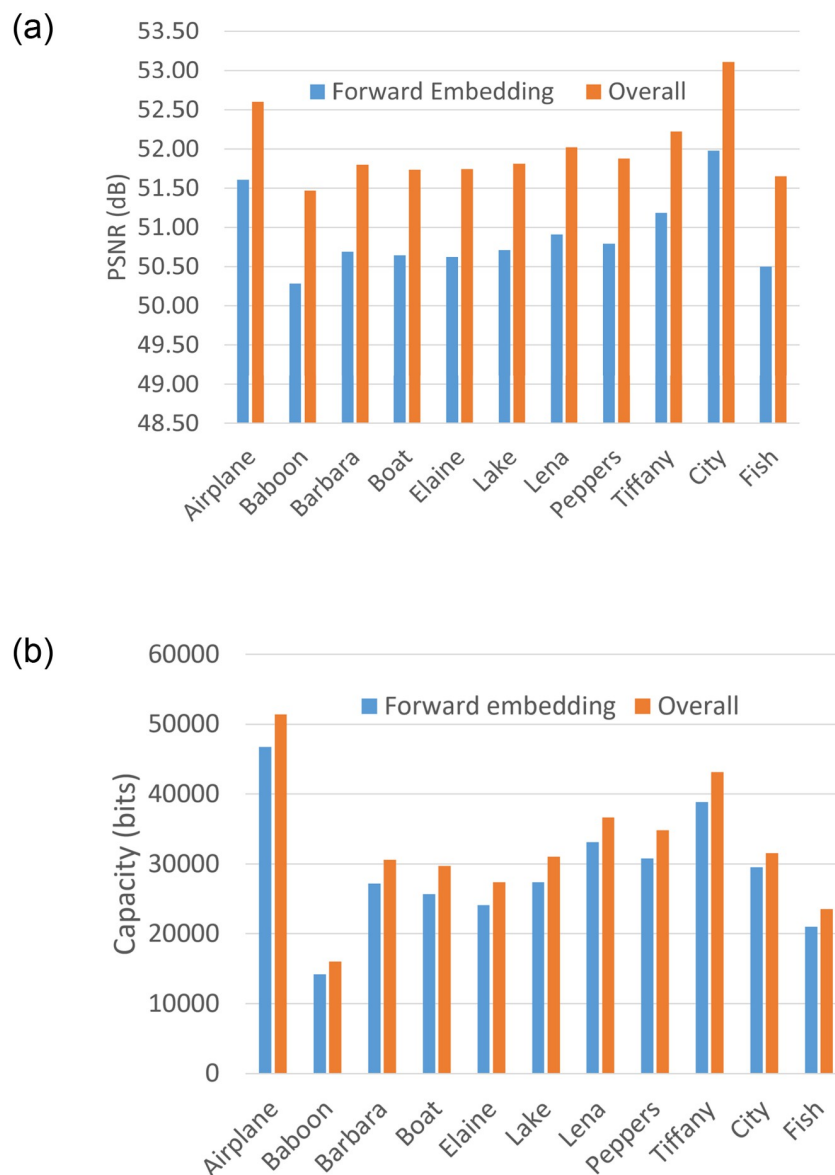 (a)
53.50
53.00
52.50
52.00
51.50
51.00
50.50
50.00
49.50
49.00
48.50
PSNR (dB)
Forward Embedding Overall
Airplane Baboon Barbara Boat Elaine Lake Lena Peppers Tiffany City Fish
(b)
60000
50000
40000
30000
20000
10000
0
Capacity (bits)
Forward embedding Overall
Airplane Baboon Barbara Boat Elaine Lake Lena Peppers Tiffany City Fish